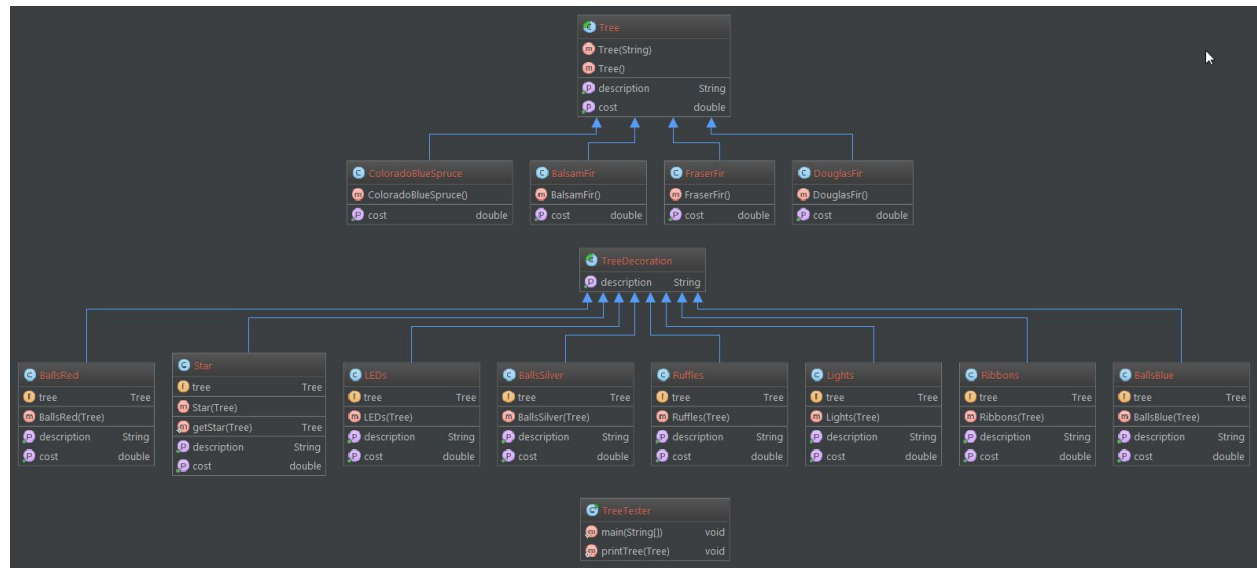 Tree
Tree(String)
Tree()
description String
cost double
ColoradoBlueSpruce
ColoradoBlueSpruce()
cost double
BalsamFir
BalsamFir()
cost double
FraserFir
FraserFir()
cost double
DouglasFir
DouglasFir()
cost double
TreeDecoration
description String
BallsRed
tree Tree
BallsRed(Tree)
description String
cost double
Star
tree Tree
Star(Tree)
getStar(Tree) Tree
description String
cost double
LEDs
tree Tree
LEDs(Tree)
description String
cost double
BallsSilver
tree Tree
BallsSilver(Tree)
description String
cost double
Ruffles
tree Tree
Ruffles(Tree)
description String
cost double
Lights
tree Tree
Lights(Tree)
description String
cost double
Ribbons
tree Tree
Ribbons(Tree)
description String
cost double
BallsBlue
tree Tree
BallsBlue(Tree)
description String
cost double
TreeTester
main(String[]) void
printTree(Tree) void